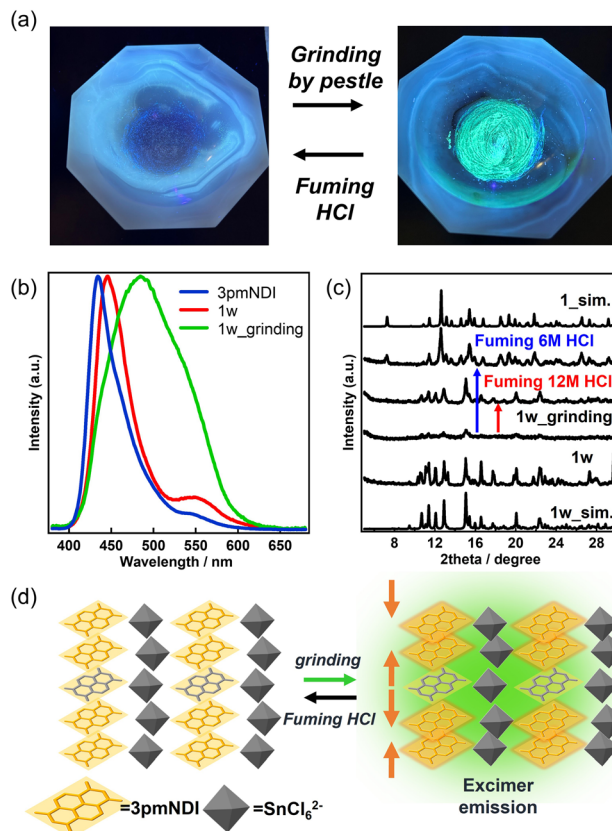 (a)
Grinding
by pestle
Fuming
HCl
(b)
3pmNDI
1w
1w_grinding
Intensity (a.u.)
400 450 500 550 600 650
Wavelength / nm
(c)
1_sim.
Fuming 6M HCl
Fuming 12M HCl
1w_grinding
1w
1w_sim.
Intensity (a.u.)
8 12 16 20 24 28
2theta / degree
(d)
grinding
Fuming HCl
Excimer
emission
=3pmNDI =SnCl₆²⁻